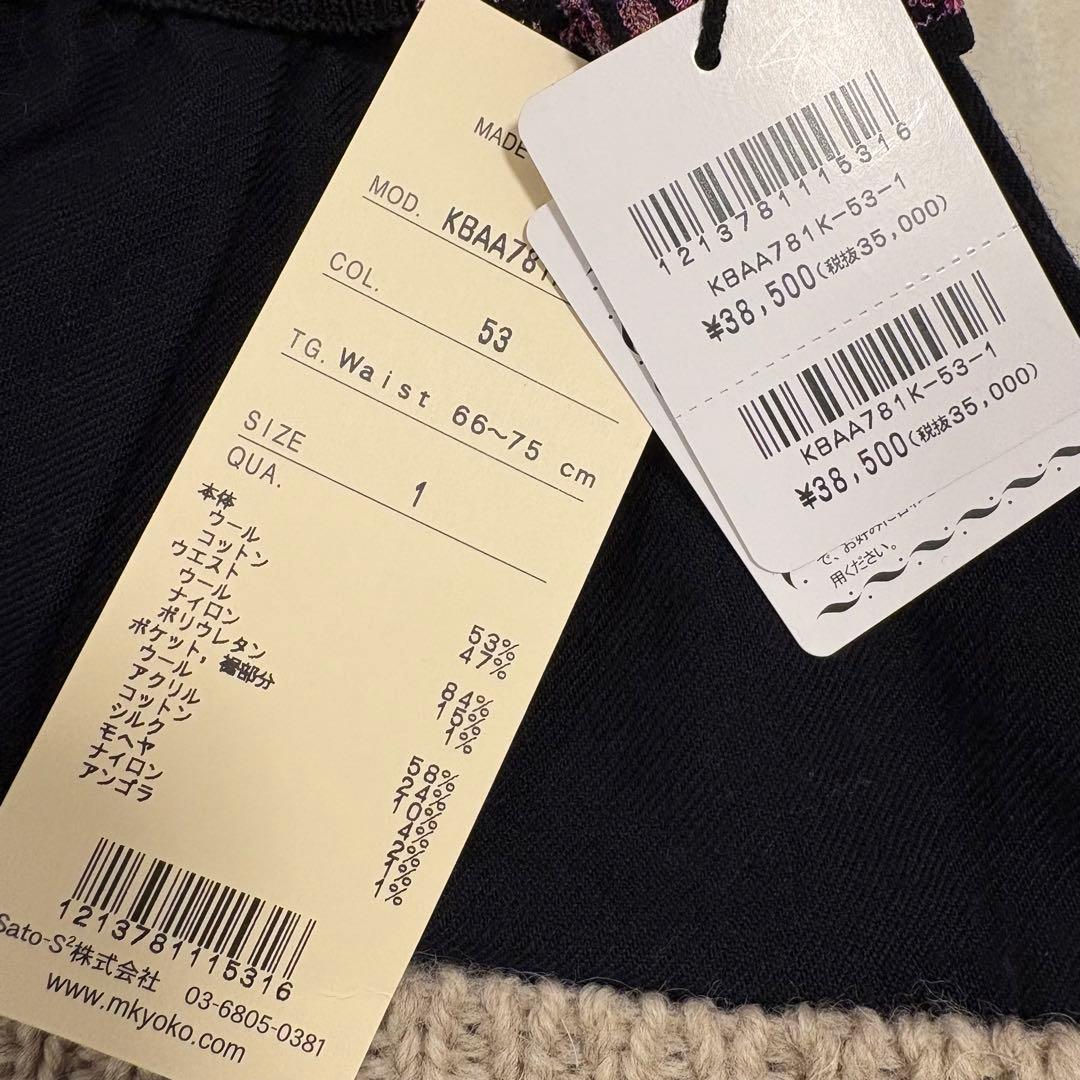 MADE
MOD. KBAA781
COL. 53
TG. Waist 66~75 cm
SIZE 1
QUA.
本体
ウール 53%
コットン 47%
ウエスト
ウール 84%
ナイロン 15%
ポリウレタン 1%
ポケット, 裾部分
ウール 58%
アクリル 24%
コットン 10%
シルク 4%
モヘヤ 2%
ナイロン 1%
アンゴラ 1%
1213781115316
Sato-S²株式会社 03-6805-0381
www.mkyoko.com
1213781115316
KBAA781K-53-1
¥38,500(税抜35,000)
KBAA781K-53-1
¥38,500(税抜35,000)
用ください。